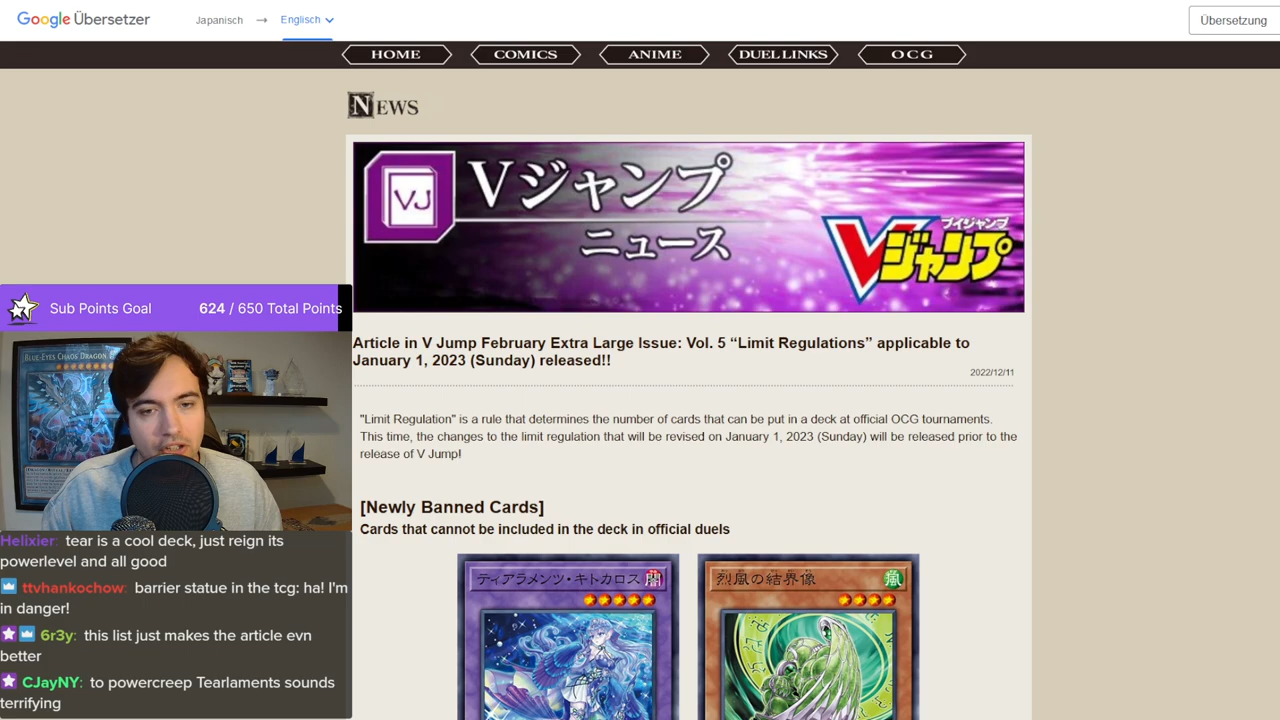 Google Übersetzer
Japanisch → Englisch
Übersetzung
HOME
COMICS
ANIME
DUEL LINKS
OCG
NEWS
VJ
Vジャンプ
ニュース
ブイジャンプ
Vジャンプ
Article in V Jump February Extra Large Issue: Vol. 5 “Limit Regulations” applicable to
January 1, 2023 (Sunday) released!!
2022/12/11
"Limit Regulation" is a rule that determines the number of cards that can be put in a deck at official OCG tournaments.
This time, the changes to the limit regulation that will be revised on January 1, 2023 (Sunday) will be released prior to the
release of V Jump!
[Newly Banned Cards]
Cards that cannot be included in the deck in official duels
ティアラメンツ・キトカロス 闇
烈風の結界像 風
Sub Points Goal 624 / 650 Total Points
BLUE-EYES CHAOS DRAGON
Helixier: tear is a cool deck, just reign its
powerlevel and all good
ttvhankochow: barrier statue in the tcg: ha! I'm
in danger!
6r3y: this list just makes the article evn
better
CJayNY: to powercreep Tearlaments sounds
terrifying